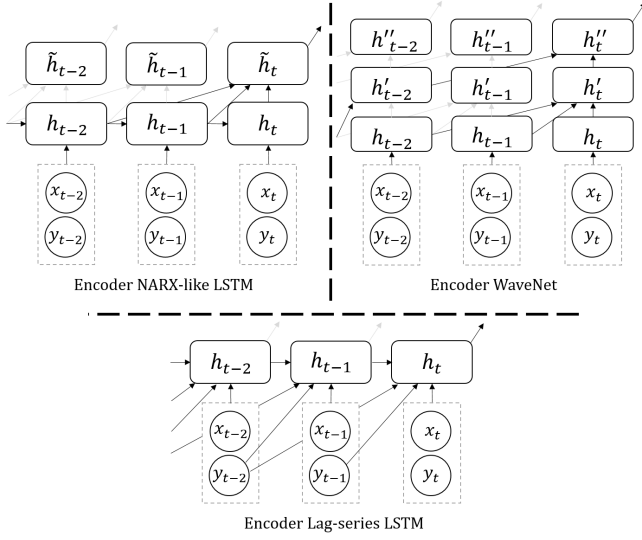 h̃ₜ₋₂ h̃ₜ₋₁ h̃ₜ
hₜ₋₂ hₜ₋₁ hₜ
xₜ₋₂ xₜ₋₁ xₜ
yₜ₋₂ yₜ₋₁ yₜ
Encoder NARX-like LSTM
h''ₜ₋₂ h''ₜ₋₁ h''ₜ
h'ₜ₋₂ h'ₜ₋₁ h'ₜ
hₜ₋₂ hₜ₋₁ hₜ
xₜ₋₂ xₜ₋₁ xₜ
yₜ₋₂ yₜ₋₁ yₜ
Encoder WaveNet
hₜ₋₂ hₜ₋₁ hₜ
xₜ₋₂ xₜ₋₁ xₜ
yₜ₋₂ yₜ₋₁ yₜ
Encoder Lag-series LSTM